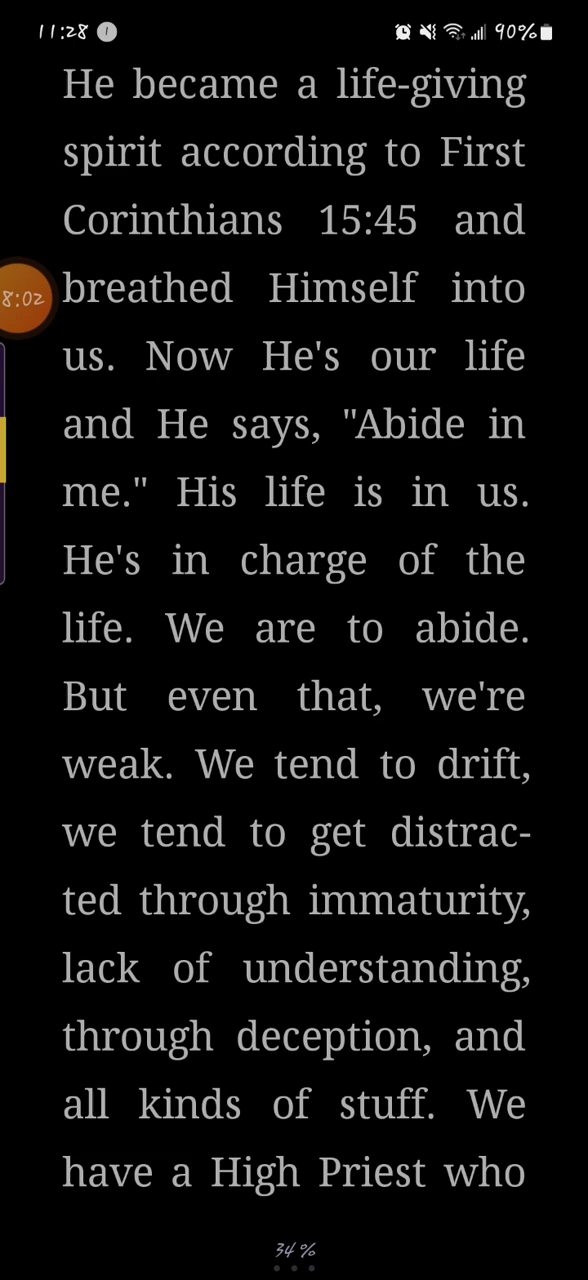 11:28
90%
He became a life-giving
spirit according to First
Corinthians 15:45 and
8:02
breathed Himself into
us. Now He's our life
and He says, "Abide in
me." His life is in us.
He's in charge of the
life. We are to abide.
But even that, we're
weak. We tend to drift,
we tend to get distrac-
ted through immaturity,
lack of understanding,
through deception, and
all kinds of stuff. We
have a High Priest who
34%